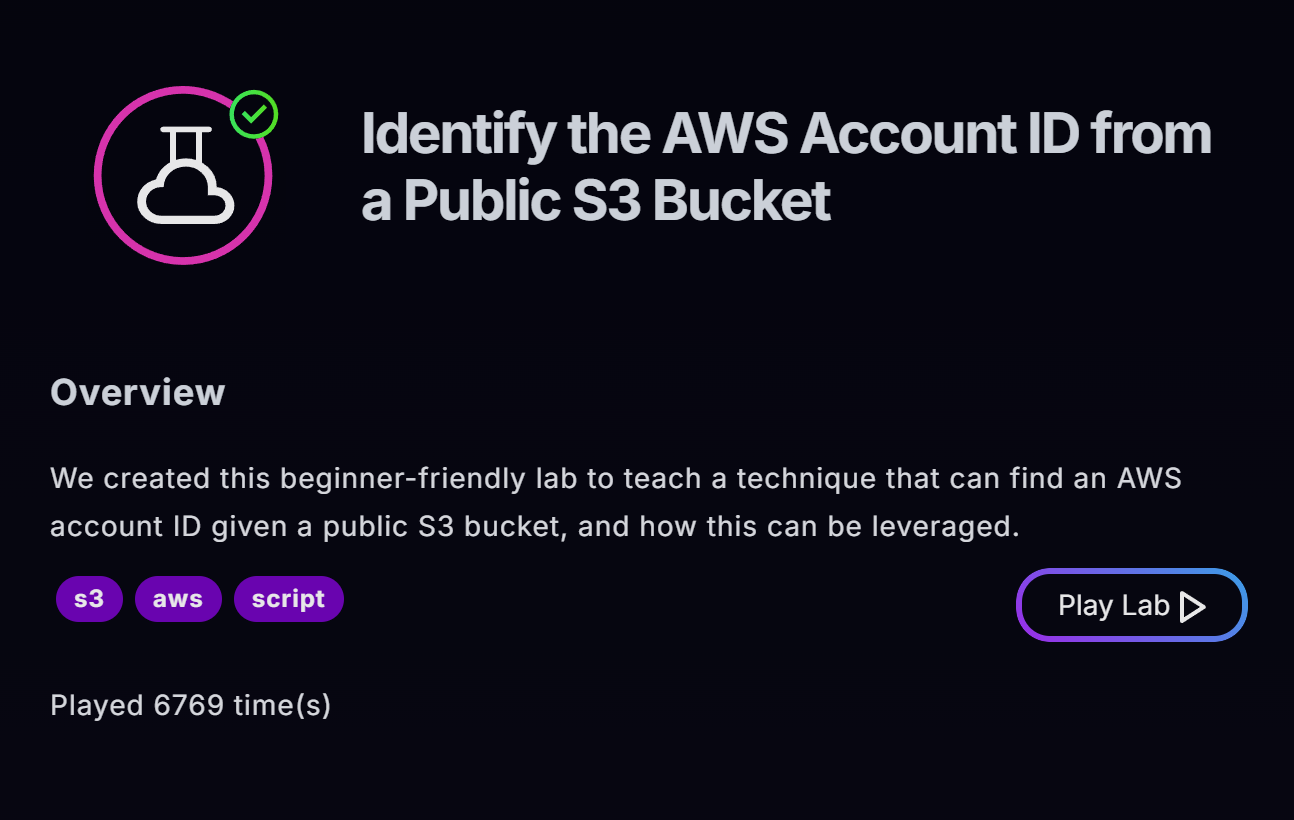 Identify the AWS Account ID from
a Public S3 Bucket
Overview
We created this beginner-friendly lab to teach a technique that can find an AWS
account ID given a public S3 bucket, and how this can be leveraged.
s3 aws script
Play Lab
Played 6769 time(s)